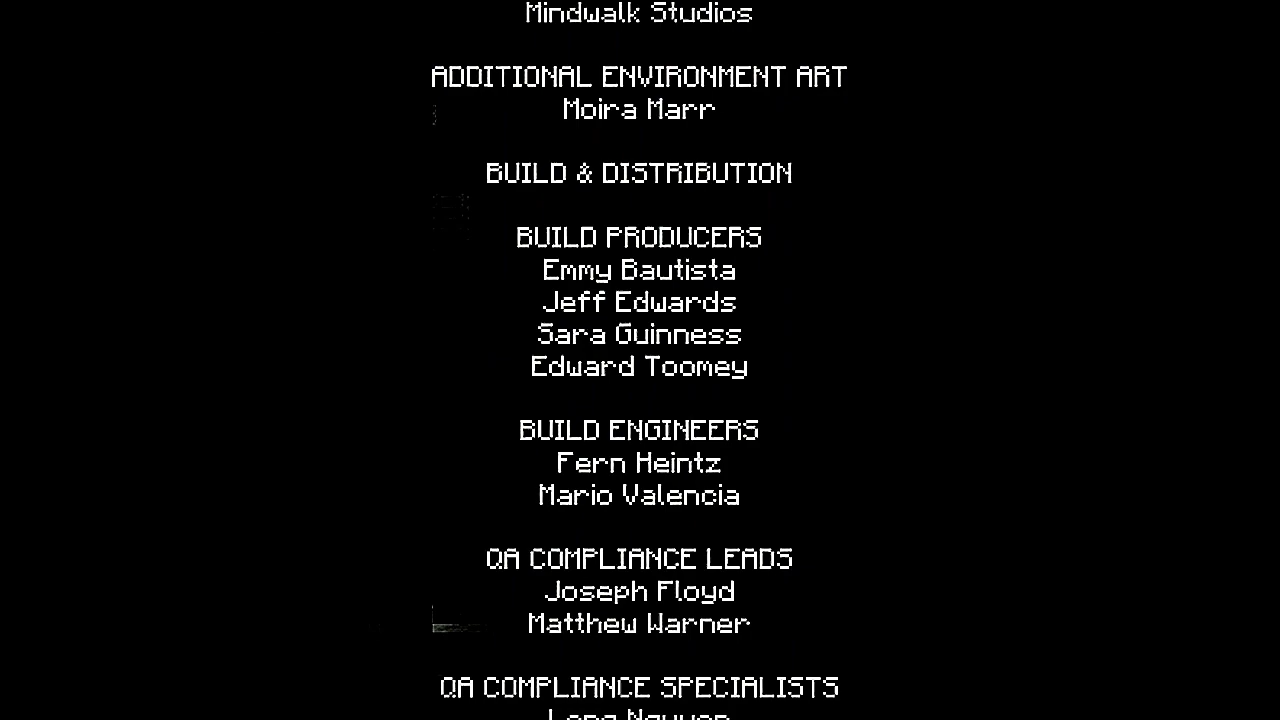 Mindwalk Studios
ADDITIONAL ENVIRONMENT ART
Moira Marr
BUILD & DISTRIBUTION
BUILD PRODUCERS
Emmy Bautista
Jeff Edwards
Sara Guinness
Edward Toomey
BUILD ENGINEERS
Fern Heintz
Mario Valencia
QA COMPLIANCE LEADS
Joseph Floyd
Matthew Warner
QA COMPLIANCE SPECIALISTS